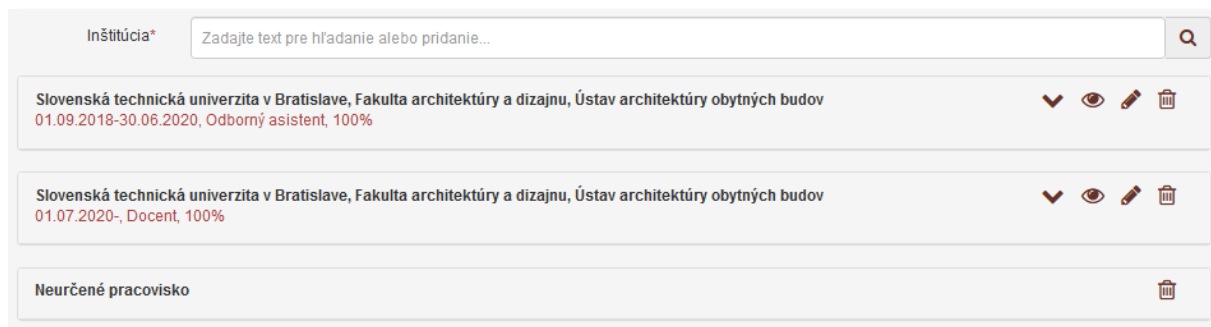 Inštitúcia*
Zadajte text pre hľadanie alebo pridanie...
Slovenská technická univerzita v Bratislave, Fakulta architektúry a dizajnu, Ústav architektúry obytných budov
01.09.2018-30.06.2020, Odborný asistent, 100%
Slovenská technická univerzita v Bratislave, Fakulta architektúry a dizajnu, Ústav architektúry obytných budov
01.07.2020-, Docent, 100%
Neurčené pracovisko